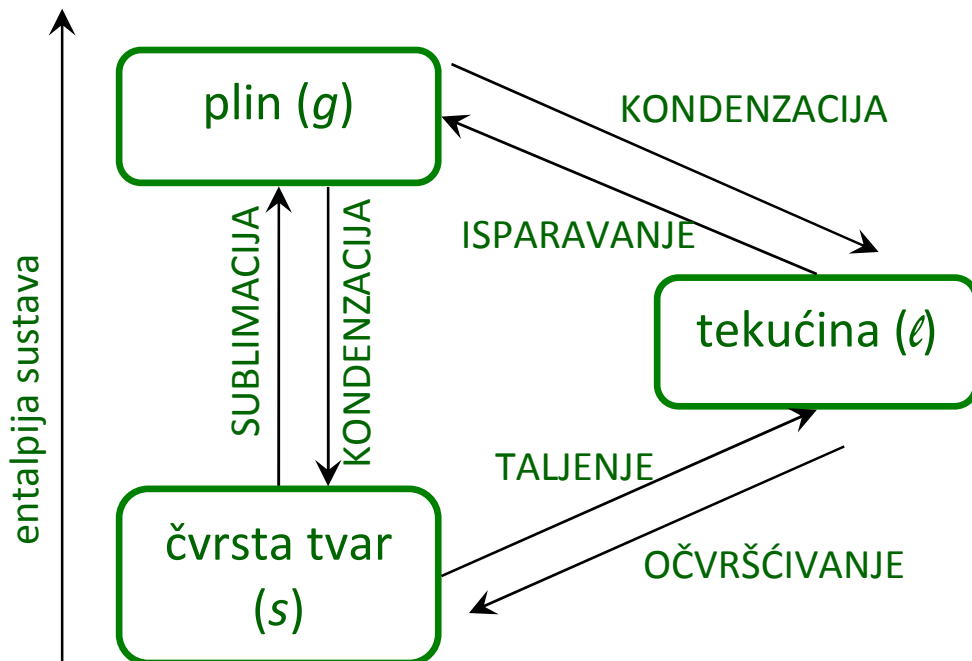 plin (g)
KONDENZACIJA
ISPARAVANJE
SUBLIMACIJA
KONDENZACIJA
entalpija sustava
tekućina (ℓ)
TALJENJE
čvrsta tvar
(s)
OČVRŠĆIVANJE